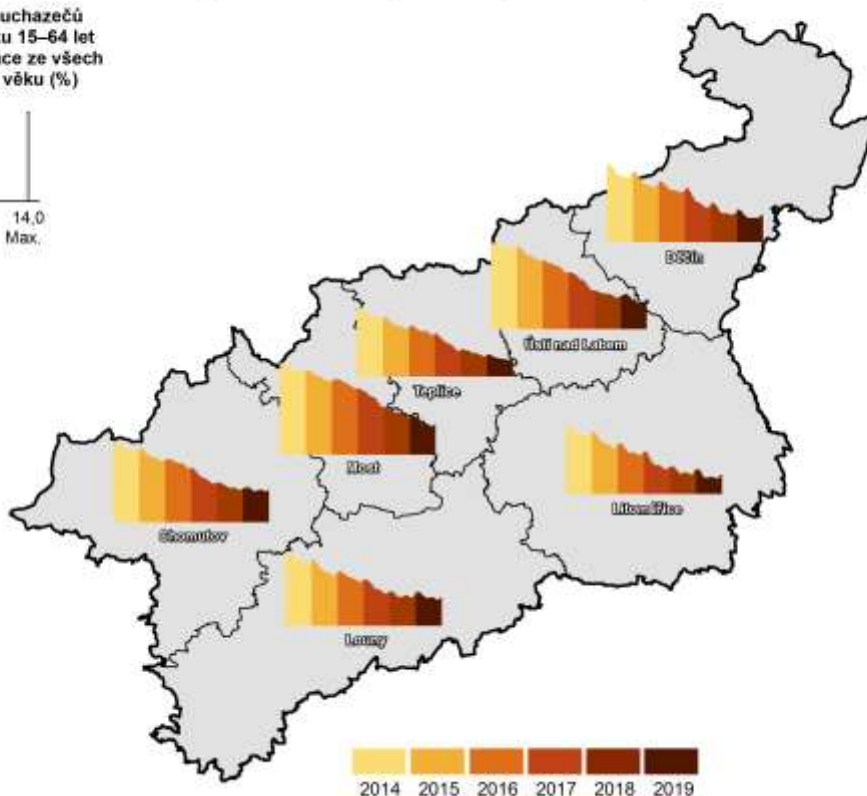 uchazečů
u 15–64 let
ce ze všech
věku (%)
14,0
Max.
Děčín
Ústí nad Labem
Teplice
Most
Litoměřice
Chomutov
Louny
2014 2015 2016 2017 2018 2019